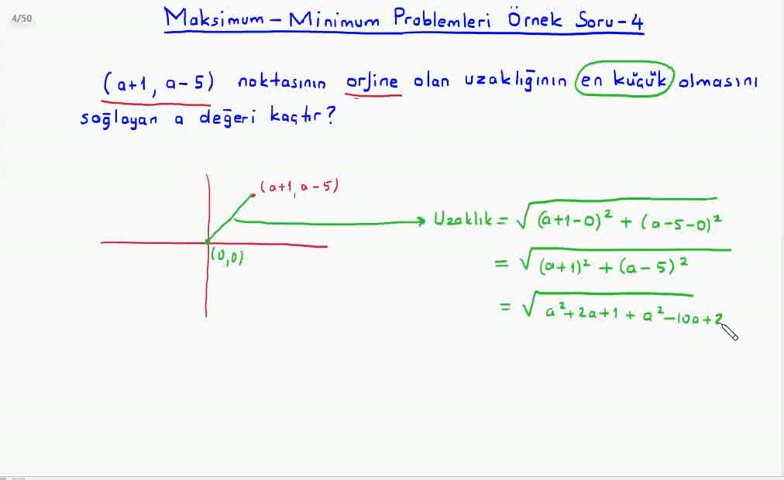 4/50
Maksimum - Minimum Problemleri Örnek Soru-4
(a+1, a-5) noktasının orjine olan uzaklığının en küçük olmasını
sağlayan a değeri kaçtır?
(a+1, a-5)
(0,0)
Uzaklık = √(a+1-0)² + (a-5-0)²
= √(a+1)² + (a-5)²
= √a²+2a+1 + a²-10a+2